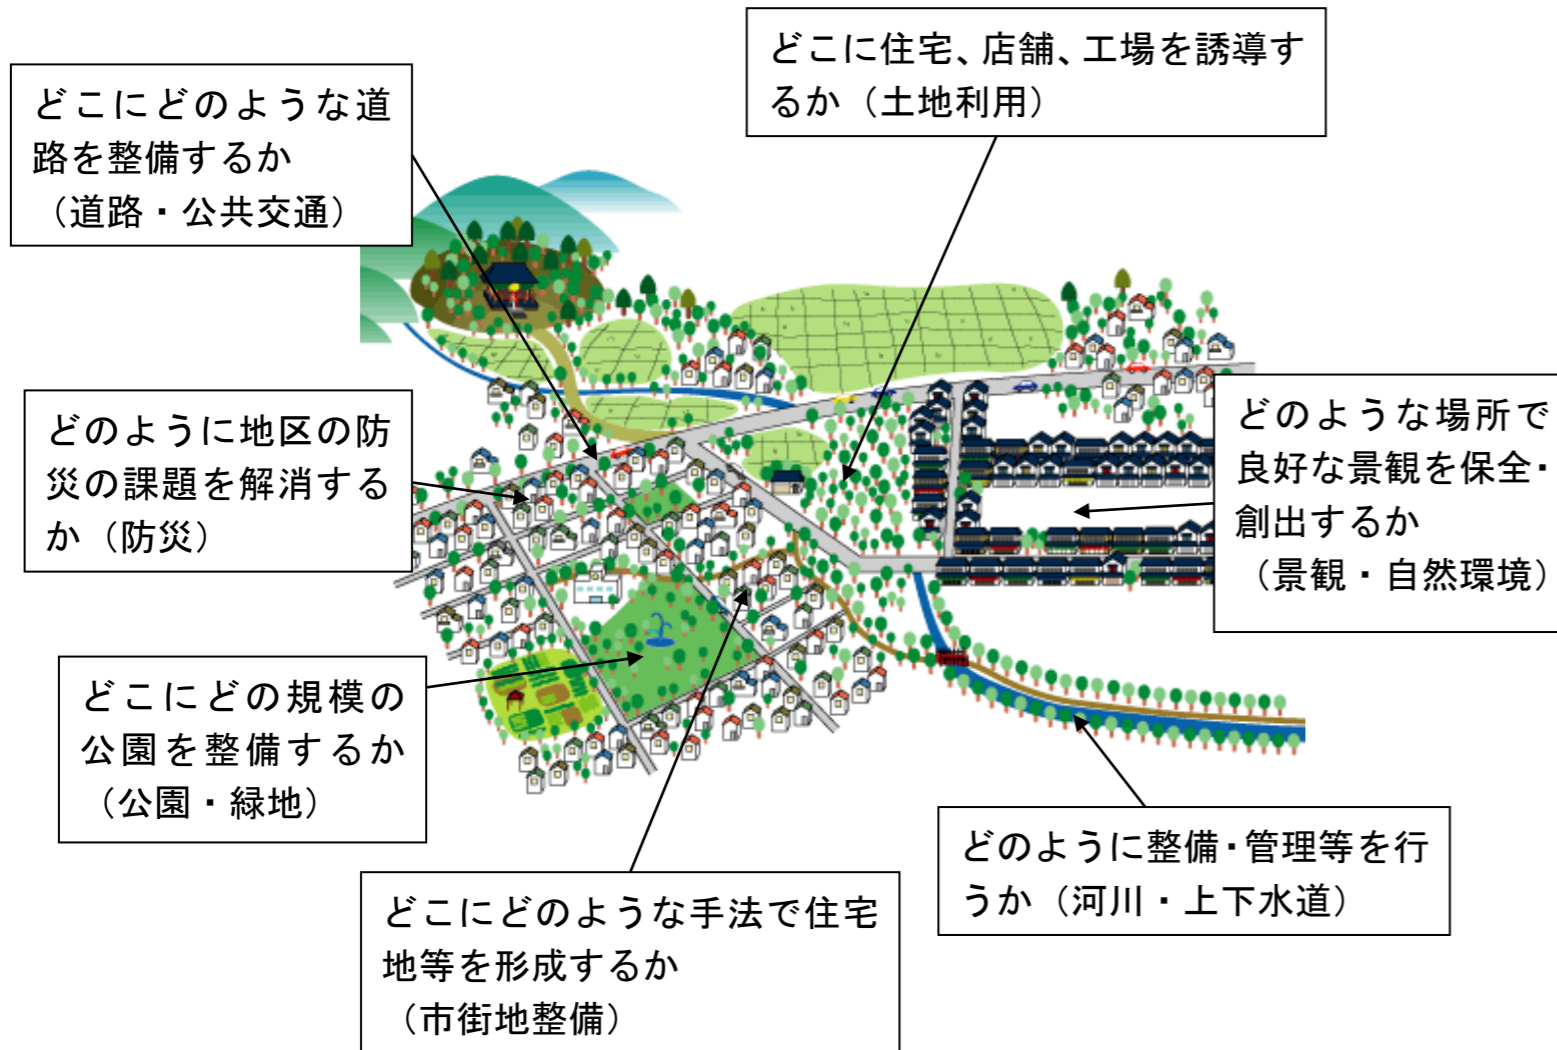 どこに住宅、店舗、工場を誘導す
るか（土地利用）
どこにどのような道
路を整備するか
（道路・公共交通）
どのような場所で
良好な景観を保全・
創出するか
（景観・自然環境）
どのように地区の防
災の課題を解消する
か（防災）
どこにどの規模の
公園を整備するか
（公園・緑地）
どのように整備・管理等を行
うか（河川・上下水道）
どこにどのような手法で住宅
地等を形成するか
（市街地整備）